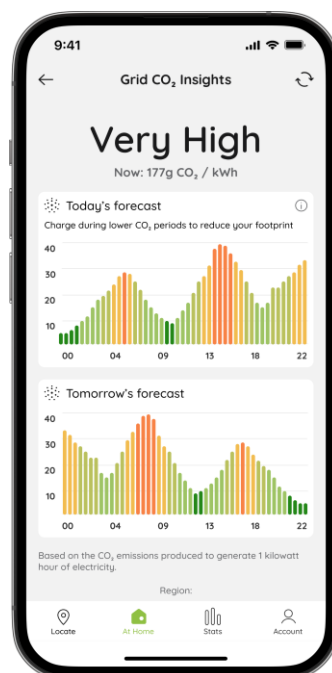 9:41
Grid CO₂ Insights
Very High
Now: 177g CO₂ / kWh
Today's forecast
Charge during lower CO₂ periods to reduce your footprint
40
30
20
10
00 04 09 13 18 22
Tomorrow's forecast
40
30
20
10
00 04 09 13 18 22
Based on the CO₂ emissions produced to generate 1 kilowatt
hour of electricity.
Region:
Locate At Home Stats Account